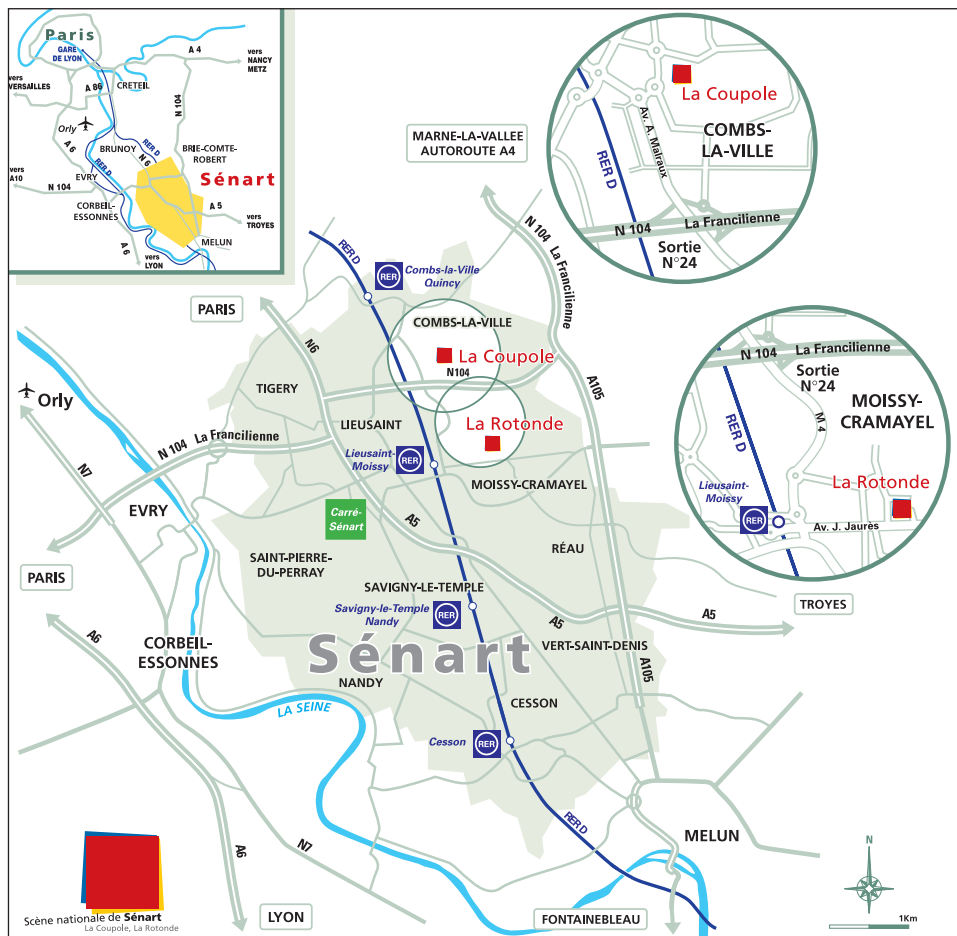 Paris
GARE
DE LYON
vers
VERSAILLES
A 86
CRETEIL
A 4
vers
NANCY
METZ
N 104
Orly
A 6
BRUNOY
RER D
N 6
BRIE-COMTE-
ROBERT
vers
A10
N 104
EVRY
RER D
Sénart
CORBEIL-
ESSONNES
A 5
vers
TROYES
A 6
MELUN
vers
LYON
La Coupole
COMBS-
LA-VILLE
Av. A. Malraux
RER D
N 104 La Francilienne
Sortie
N°24
MARNE-LA-VALLEE
AUTOROUTE A4
N 104 La Francilienne
RER D
RER
Combs-la-Ville
Quincy
PARIS
N6
COMBS-LA-VILLE
La Coupole
N104
TIGERY
A105
La Rotonde
LIEUSAINT
Orly
N7
N 104 La Francilienne
Lieusaint-
Moissy
RER
MOISSY-CRAMAYEL
N 104 La Francilienne
Sortie
N°24
MOISSY-
CRAMAYEL
M 4
RER D
Lieusaint-
Moissy
RER
La Rotonde
Av. J. Jaurès
EVRY
Carré-
Sénart
A5
RÉAU
SAINT-PIERRE-
DU-PERRAY
PARIS
SAVIGNY-LE-TEMPLE
Savigny-le-Temple
Nandy
RER
TROYES
A5
A5
A6
CORBEIL-
ESSONNES
Sénart
VERT-SAINT-DENIS
A105
NANDY
CESSON
LA SEINE
Cesson
RER
RER D
MELUN
A6
N7
N
Scène nationale de Sénart
La Coupole, La Rotonde
LYON
FONTAINEBLEAU
1Km